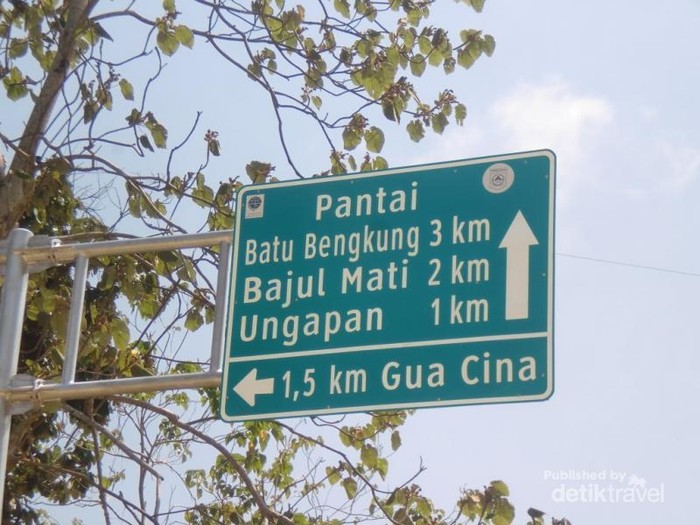 Pantai
Batu Bengkung 3 km
Bajul Mati 2 km
Ungapan 1 km
1,5 km Gua Cina
Published by
detiktravel